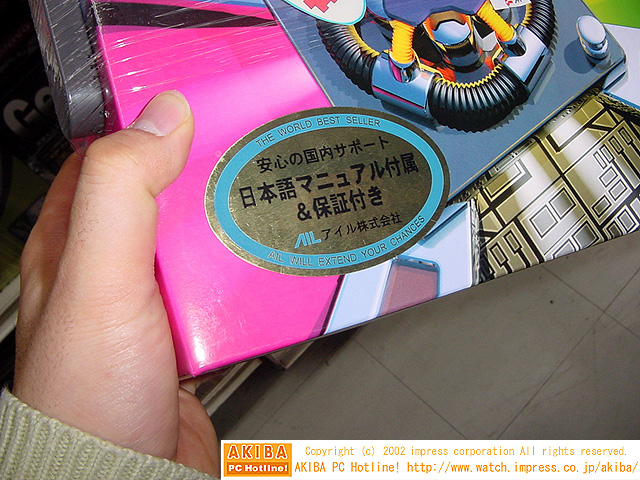 THE WORLD BEST SELLER
安心の国内サポート
日本語マニュアル付属
&保証付き
AIL アイル株式会社
AIL WILL EXTEND YOUR CHANCES
AKIBA
PC Hotline!
Copyright (c) 2002 impress corporation All rights reserved.
AKIBA PC Hotline! http://www.watch.impress.co.jp/akiba/